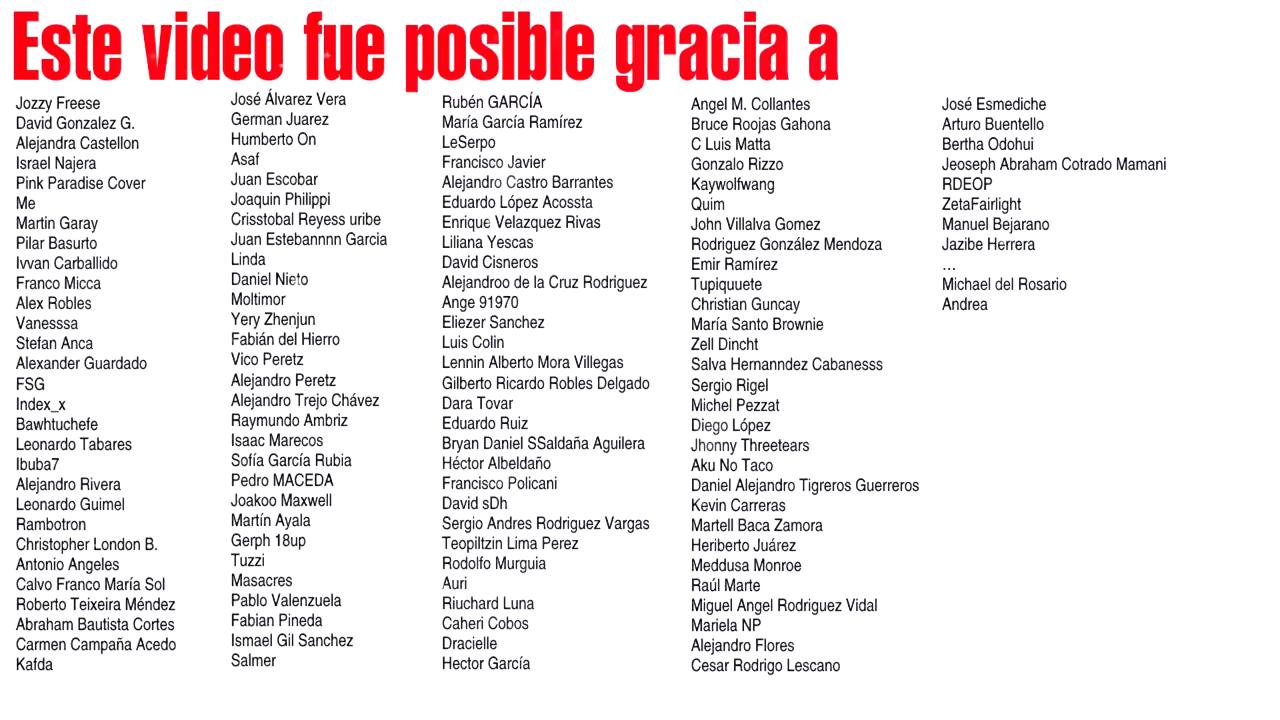 Este video fue posible gracia a
Jozzy Freese
David Gonzalez G.
Alejandra Castellon
Israel Najera
Pink Paradise Cover
Me
Martin Garay
Pilar Basurto
Ivvan Carballido
Franco Micca
Alex Robles
Vanesssa
Stefan Anca
Alexander Guardado
FSG
Index_x
Bawhtuchefe
Leonardo Tabares
Ibuba7
Alejandro Rivera
Leonardo Guimel
Rambotron
Christopher London B.
Antonio Angeles
Calvo Franco María Sol
Roberto Teixeira Méndez
Abraham Bautista Cortes
Carmen Campaña Acedo
Kafda
José Álvarez Vera
German Juarez
Humberto On
Asaf
Juan Escobar
Joaquin Philippi
Crisstobal Reyess uribe
Juan Estebannnn Garcia
Linda
Daniel Nieto
Moltimor
Yery Zhenjun
Fabián del Hierro
Vico Peretz
Alejandro Peretz
Alejandro Trejo Chávez
Raymundo Ambriz
Isaac Marecos
Sofía García Rubia
Pedro MACEDA
Joakoo Maxwell
Martín Ayala
Gerph 18up
Tuzzi
Masacres
Pablo Valenzuela
Fabian Pineda
Ismael Gil Sanchez
Salmer
Rubén GARCÍA
María García Ramírez
LeSerpo
Francisco Javier
Alejandro Castro Barrantes
Eduardo López Acossta
Enrique Velazquez Rivas
Liliana Yescas
David Cisneros
Alejandroo de la Cruz Rodriguez
Ange 91970
Eliezer Sanchez
Luis Colin
Lennin Alberto Mora Villegas
Gilberto Ricardo Robles Delgado
Dara Tovar
Eduardo Ruiz
Bryan Daniel SSaldaña Aguilera
Héctor Albeldaño
Francisco Policani
David sDh
Sergio Andres Rodriguez Vargas
Teopiltzin Lima Perez
Rodolfo Murguia
Auri
Riuchard Luna
Caheri Cobos
Dracielle
Hector García
Angel M. Collantes
Bruce Roojas Gahona
C Luis Matta
Gonzalo Rizzo
Kaywolfwang
Quim
John Villalva Gomez
Rodriguez González Mendoza
Emir Ramírez
Tupiquuete
Christian Guncay
María Santo Brownie
Zell Dincht
Salva Hernanndez Cabanesss
Sergio Rigel
Michel Pezzat
Diego López
Jhonny Threetears
Aku No Taco
Daniel Alejandro Tigreros Guerreros
Kevin Carreras
Martell Baca Zamora
Heriberto Juárez
Meddusa Monroe
Raúl Marte
Miguel Angel Rodriguez Vidal
Mariela NP
Alejandro Flores
Cesar Rodrigo Lescano
José Esmediche
Arturo Buentello
Bertha Odohui
Jeoseph Abraham Cotrado Mamani
RDEOP
ZetaFairlight
Manuel Bejarano
Jazibe Herrera
...
Michael del Rosario
Andrea